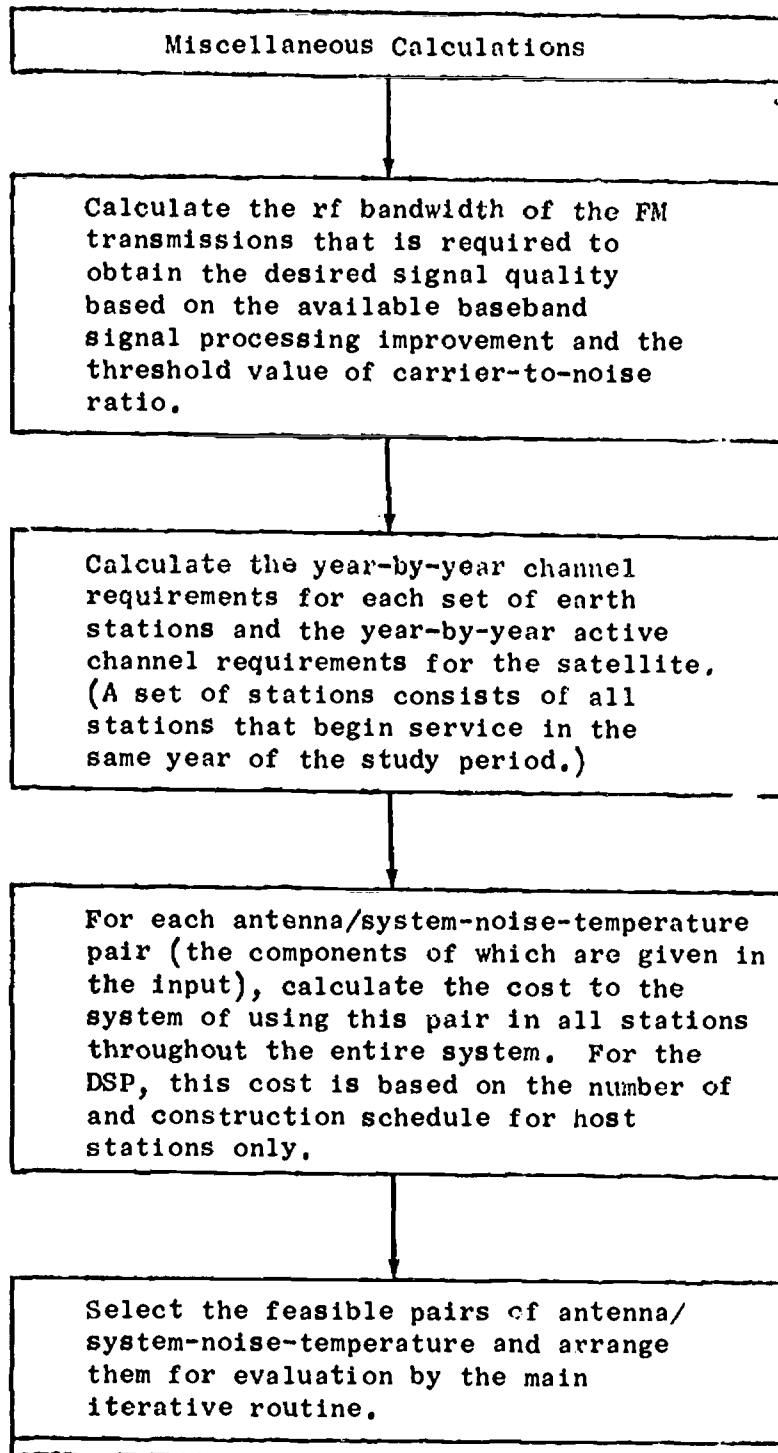 Miscellaneous Calculations
Calculate the rf bandwidth of the FM
transmissions that is required to
obtain the desired signal quality
based on the available baseband
signal processing improvement and the
threshold value of carrier-to-noise
ratio.
Calculate the year-by-year channel
requirements for each set of earth
stations and the year-by-year active
channel requirements for the satellite.
(A set of stations consists of all
stations that begin service in the
same year of the study period.)
For each antenna/system-noise-temperature
pair (the components of which are given in
the input), calculate the cost to the
system of using this pair in all stations
throughout the entire system. For the
DSP, this cost is based on the number of
and construction schedule for host
stations only.
Select the feasible pairs of antenna/
system-noise-temperature and arrange
them for evaluation by the main
iterative routine.